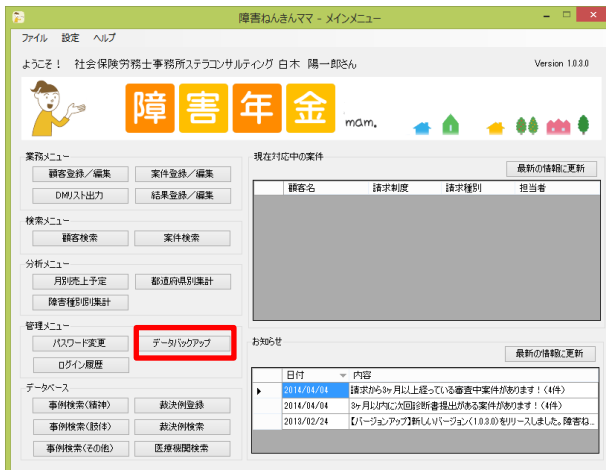 障害ねんきんママ - メインメニュー
ファイル 設定 ヘルプ
ようこそ！ 社会保険労務士事務所ステラコンサルティング 白木 陽一郎さん Version 1.0.3.0
障害年金 mam.
業務メニュー
顧客登録／編集 案件登録／編集
DMリスト出力 結果登録／編集
検索メニュー
顧客検索 案件検索
分析メニュー
月別売上予定 都道府県別集計
障害種別別集計
管理メニュー
パスワード変更 データバックアップ
ログイン履歴
データベース
事例検索(精神) 裁決例登録
事例検索(肢体) 裁決例検索
事例検索(その他) 医療機関検索
現在対応中の案件
最新の情報に更新
顧客名 請求制度 請求種別 担当者
お知らせ
最新の情報に更新
日付 内容
2014/04/04 請求から3ヶ月以上経っている審査中案件があります！(4件)
2014/04/04 3ヶ月以内に次回診断書提出がある案件があります！(4件)
2013/02/24 【バージョンアップ】新しいバージョン(1.0.3.0)をリリースしました。障害ね...